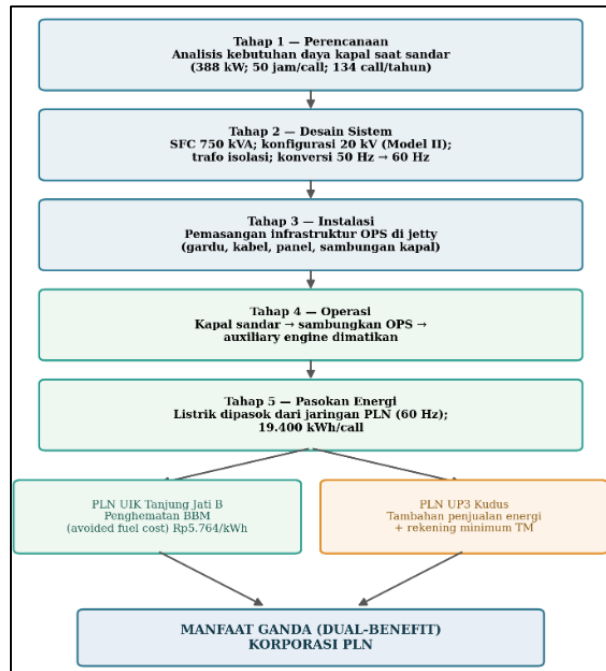 Tahap 1 — Perencanaan
Analisis kebutuhan daya kapal saat sandar
(388 kW; 50 jam/call; 134 call/tahun)
Tahap 2 — Desain Sistem
SFC 750 kVA; konfigurasi 20 kV (Model II);
trafo isolasi; konversi 50 Hz → 60 Hz
Tahap 3 — Instalasi
Pemasangan infrastruktur OPS di jetty
(gardu, kabel, panel, sambungan kapal)
Tahap 4 — Operasi
Kapal sandar → sambungkan OPS →
auxiliary engine dimatikan
Tahap 5 — Pasokan Energi
Listrik dipasok dari jaringan PLN (60 Hz);
19.400 kWh/call
PLN UIK Tanjung Jati B
Penghematan BBM
(avoided fuel cost) Rp5.764/kWh
PLN UP3 Kudus
Tambahan penjualan energi
+ rekening minimum TM
MANFAAT GANDA (DUAL-BENEFIT)
KORPORASI PLN